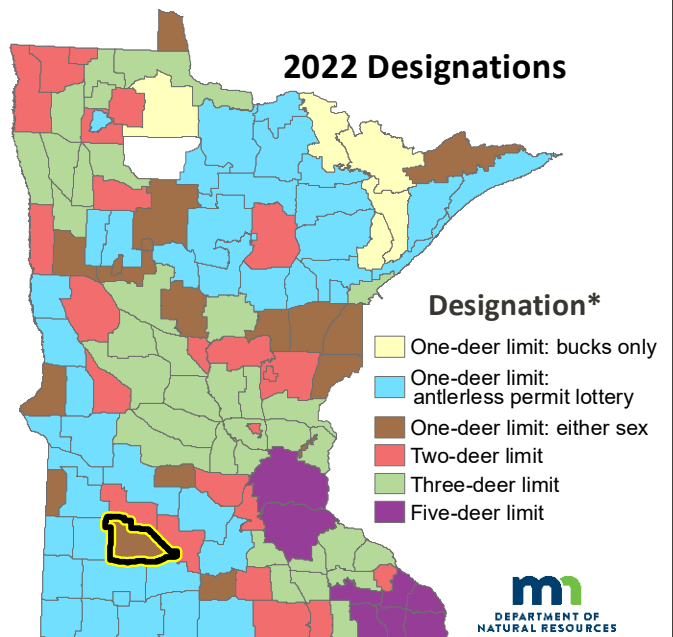 2022 Designations
Designation*
One-deer limit: bucks only
One-deer limit:
antlerless permit lottery
One-deer limit: either sex
Two-deer limit
Three-deer limit
Five-deer limit
mn
DEPARTMENT OF
NATURAL RESOURCES